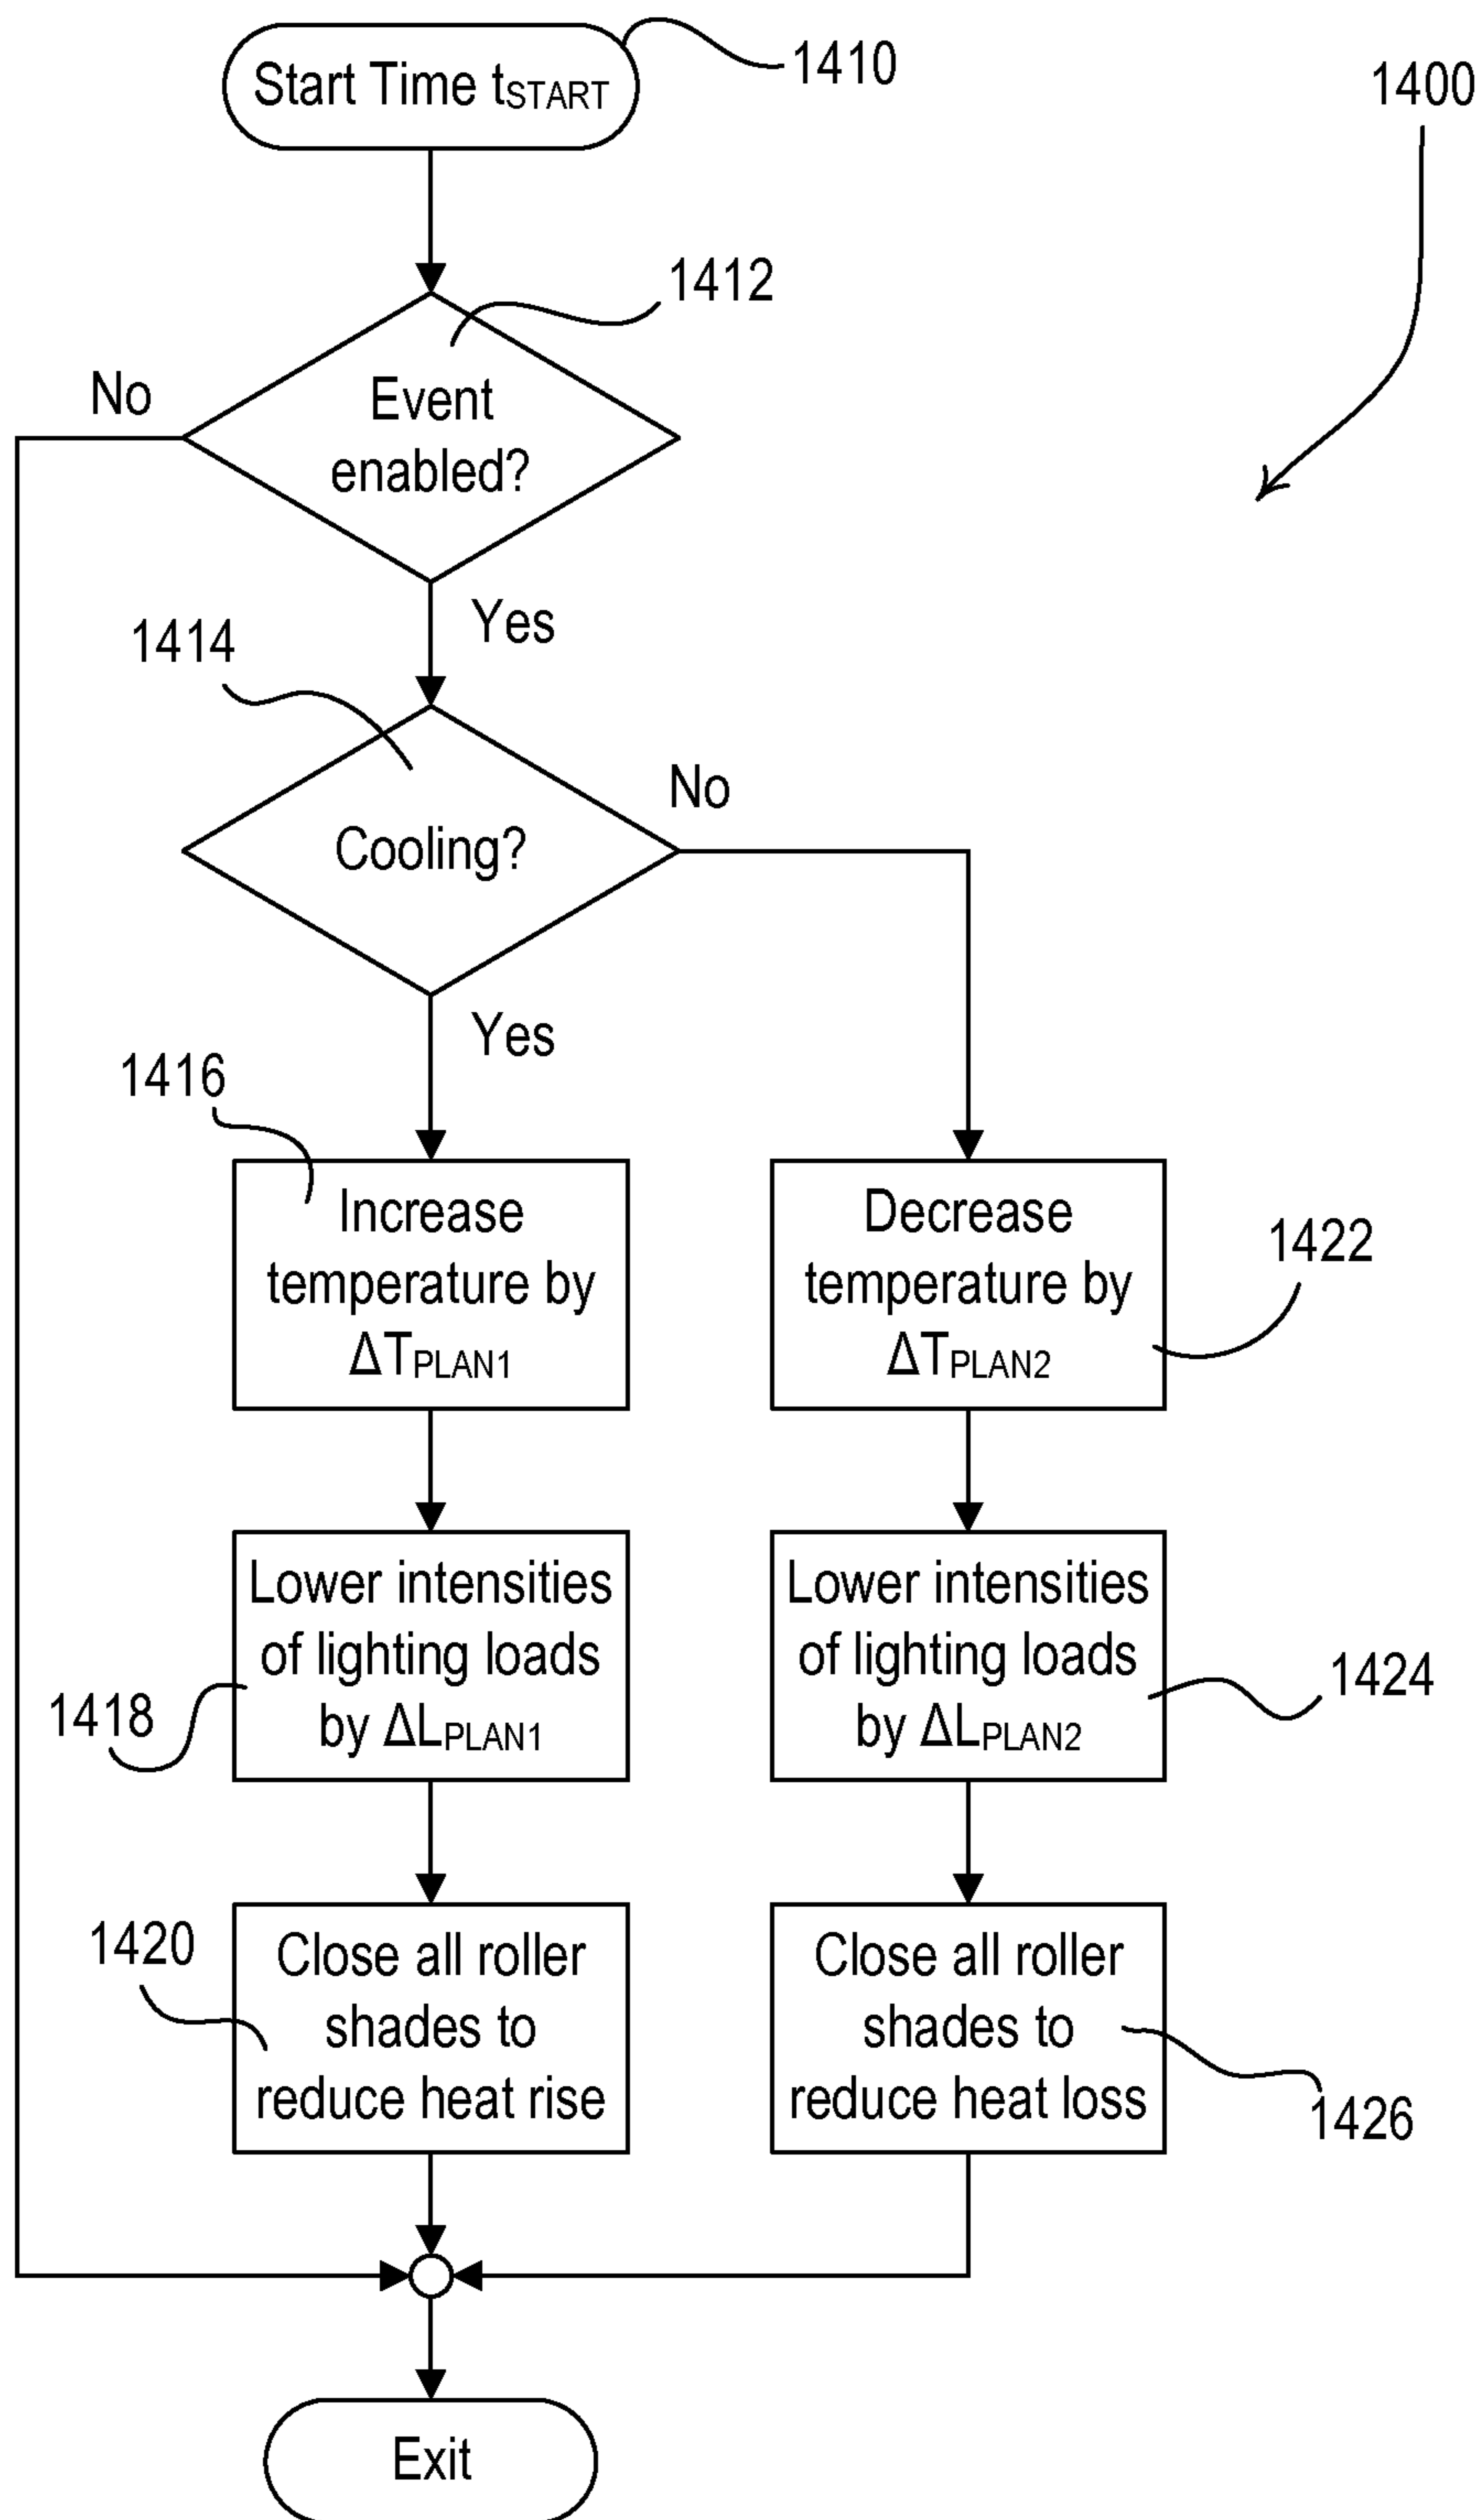 Start Time tSTART
1410
1400
1412
No
Event
enabled?
Yes
1414
No
Cooling?
Yes
1416
Increase
temperature by
ΔTPLAN1
Decrease
temperature by
ΔTPLAN2
1422
Lower intensities
of lighting loads
by ΔLPLAN1
1418
Lower intensities
of lighting loads
by ΔLPLAN2
1424
1420
Close all roller
shades to
reduce heat rise
Close all roller
shades to
reduce heat loss
1426
Exit